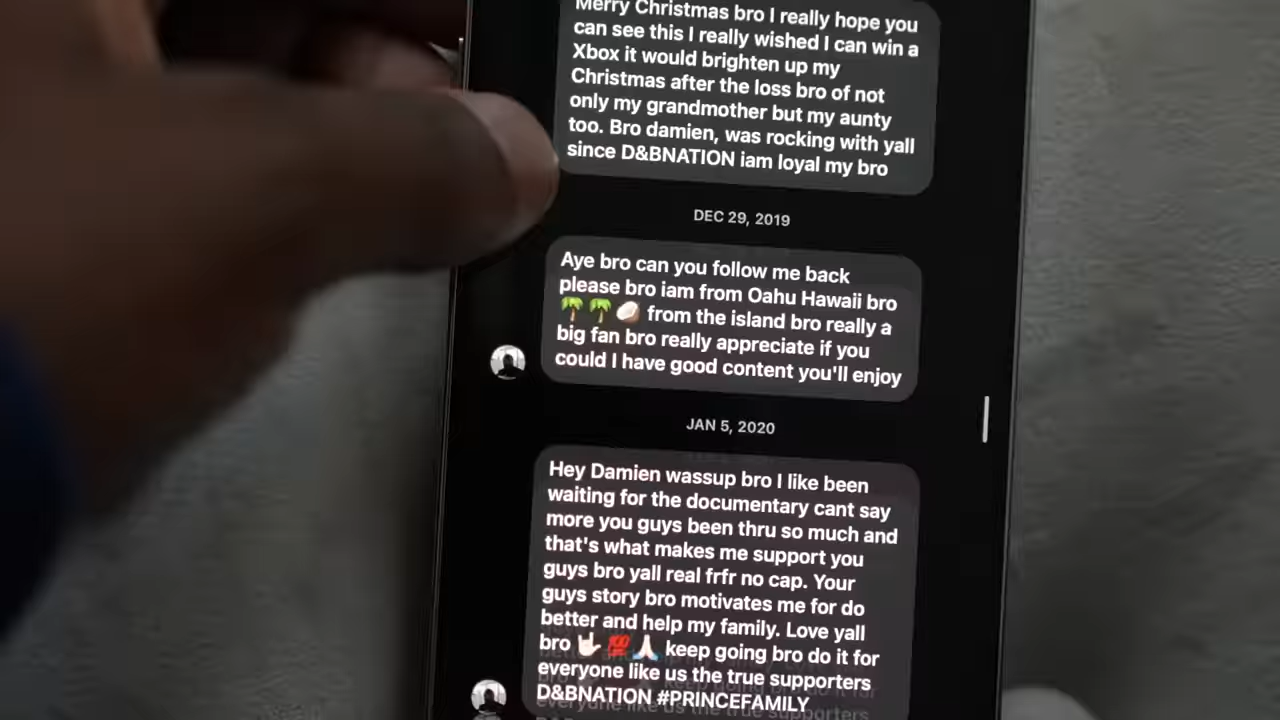 Merry Christmas bro I really hope you
can see this I really wished I can win a
Xbox it would brighten up my
Christmas after the loss bro of not
only my grandmother but my aunty
too. Bro damien, was rocking with yall
since D&BNATION iam loyal my bro
DEC 29, 2019
Aye bro can you follow me back
please bro iam from Oahu Hawaii bro
🌴🌴🥥 from the island bro really a
big fan bro really appreciate if you
could I have good content you'll enjoy
JAN 5, 2020
Hey Damien wassup bro I like been
waiting for the documentary cant say
more you guys been thru so much and
that's what makes me support you
guys bro yall real frfr no cap. Your
guys story bro motivates me for do
better and help my family. Love yall
bro 🤟🏻💯🙏🏻 keep going bro do it for
everyone like us the true supporters
D&BNATION #PRINCEFAMILY